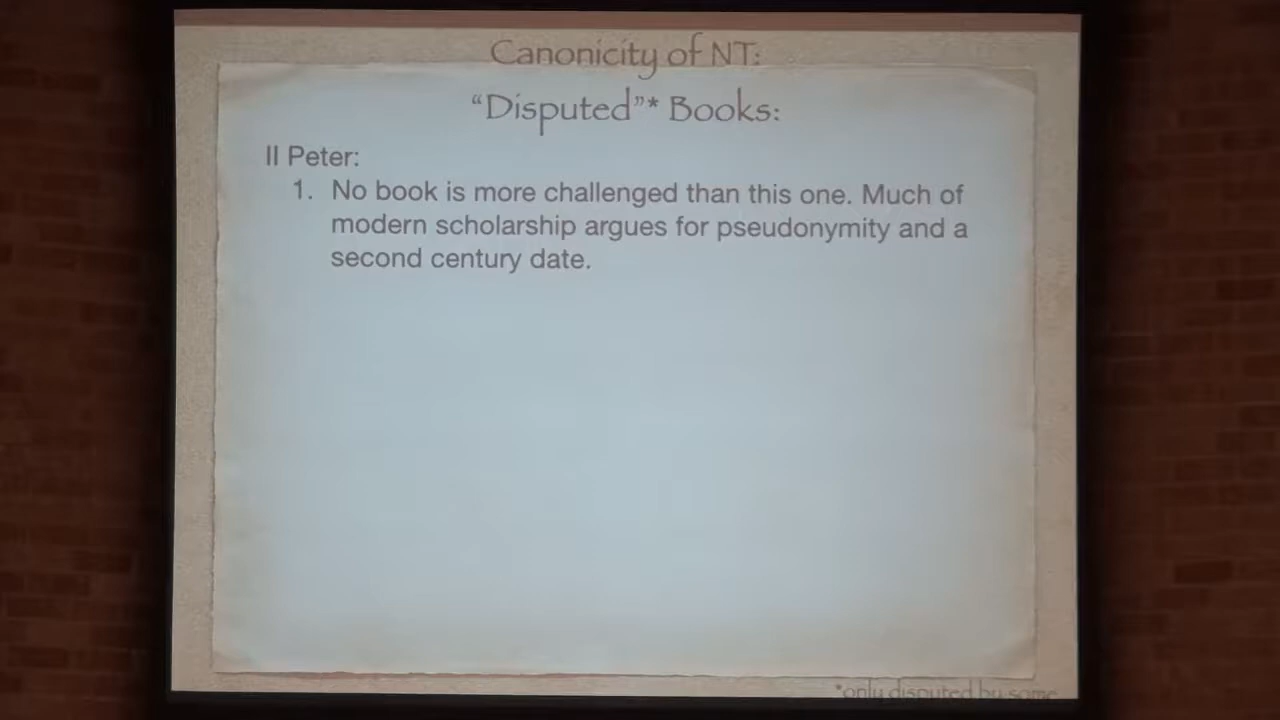 Canonicity of NT:
“Disputed”* Books:
II Peter:
1. No book is more challenged than this one. Much of
modern scholarship argues for pseudonymity and a
second century date.
*only disputed by some